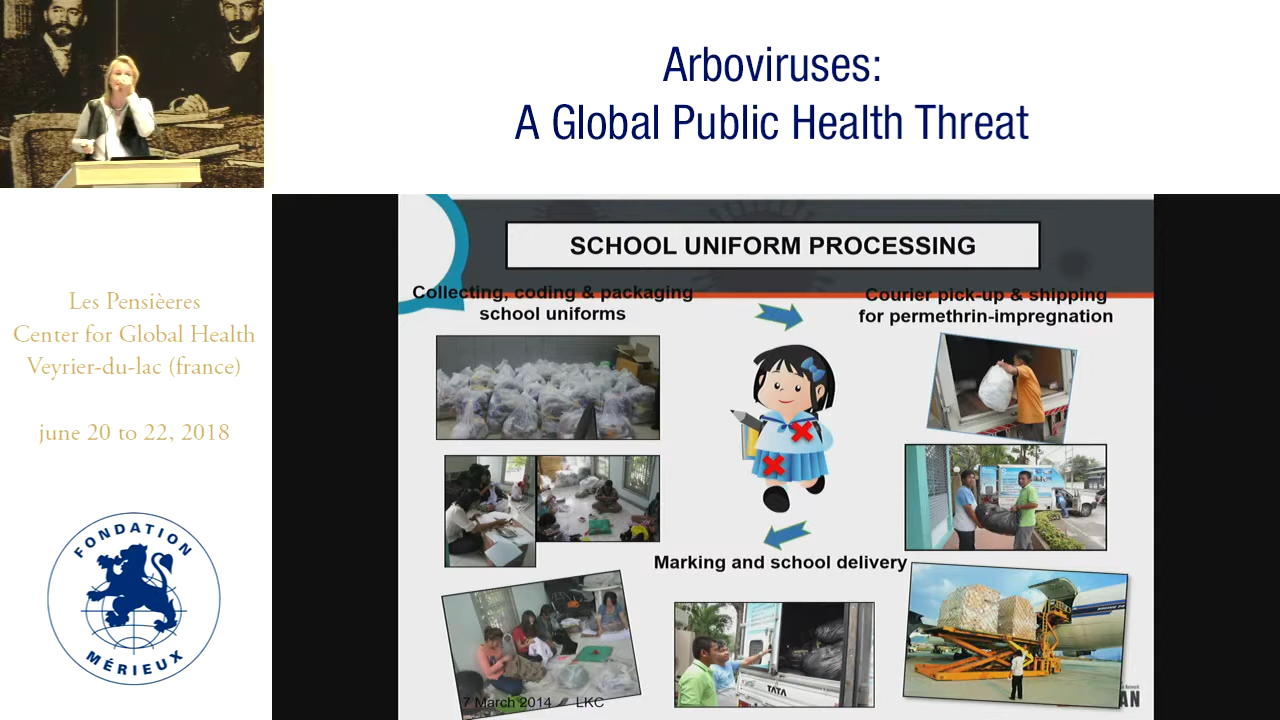 Arboviruses:
A Global Public Health Threat
Les Pensièeres
Center for Global Health
Veyrier-du-lac (france)
june 20 to 22, 2018
FONDATION
MÉRIEUX
SCHOOL UNIFORM PROCESSING
Collecting, coding & packaging
school uniforms
Courier pick-up & shipping
for permethrin-impregnation
Marking and school delivery
TATA
7 March 2014
LKC